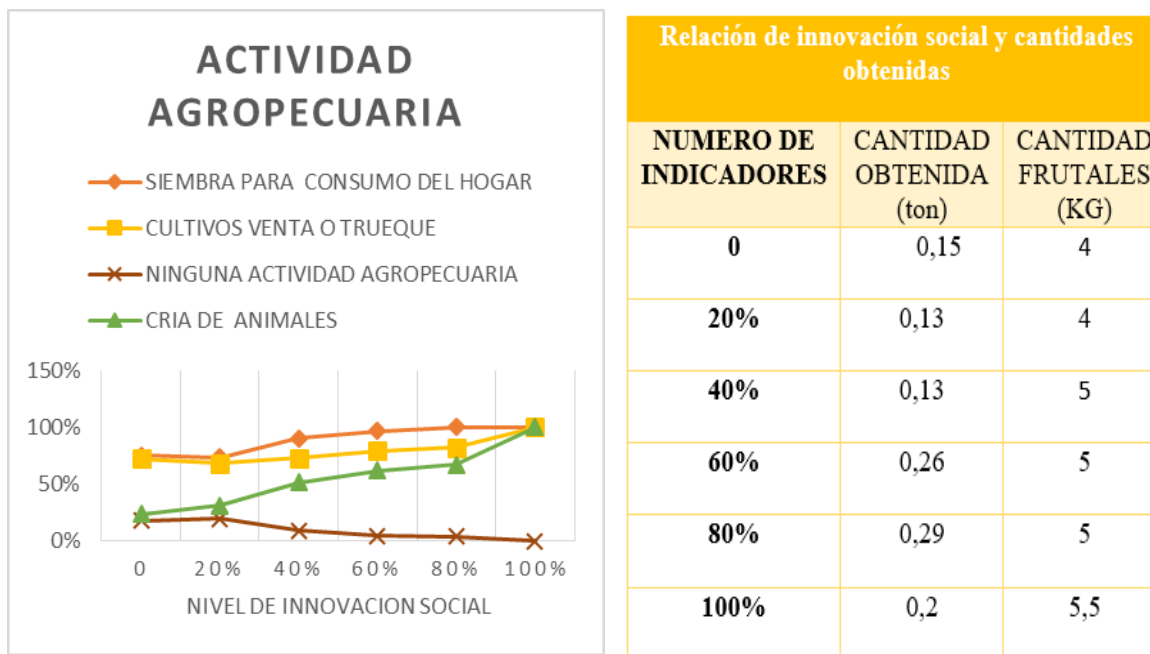 ACTIVIDAD
AGROPECUARIA
SIEMBRA PARA CONSUMO DEL HOGAR
CULTIVOS VENTA O TRUEQUE
NINGUNA ACTIVIDAD AGROPECUARIA
CRIA DE ANIMALES
150%
100%
50%
0%
0 20% 40% 60% 80% 100%
NIVEL DE INNOVACION SOCIAL
Relación de innovación social y cantidades
obtenidas
NUMERO DE CANTIDAD CANTIDAD
INDICADORES OBTENIDA FRUTALES
(ton) (KG)
0 0,15 4
20% 0,13 4
40% 0,13 5
60% 0,26 5
80% 0,29 5
100% 0,2 5,5